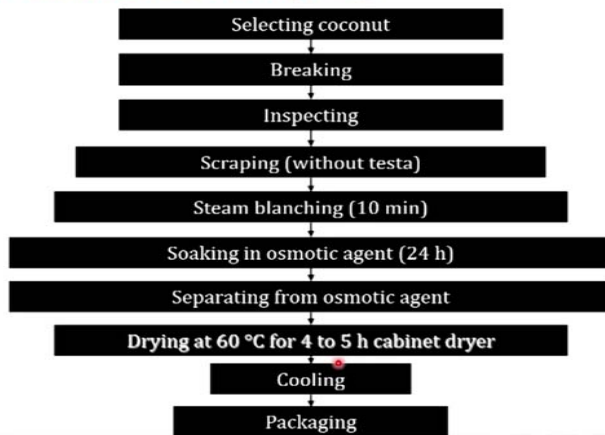 Selecting coconut
Breaking
Inspecting
Scraping (without testa)
Steam blanching (10 min)
Soaking in osmotic agent (24 h)
Separating from osmotic agent
Drying at 60 °C for 4 to 5 h cabinet dryer
Cooling
Packaging